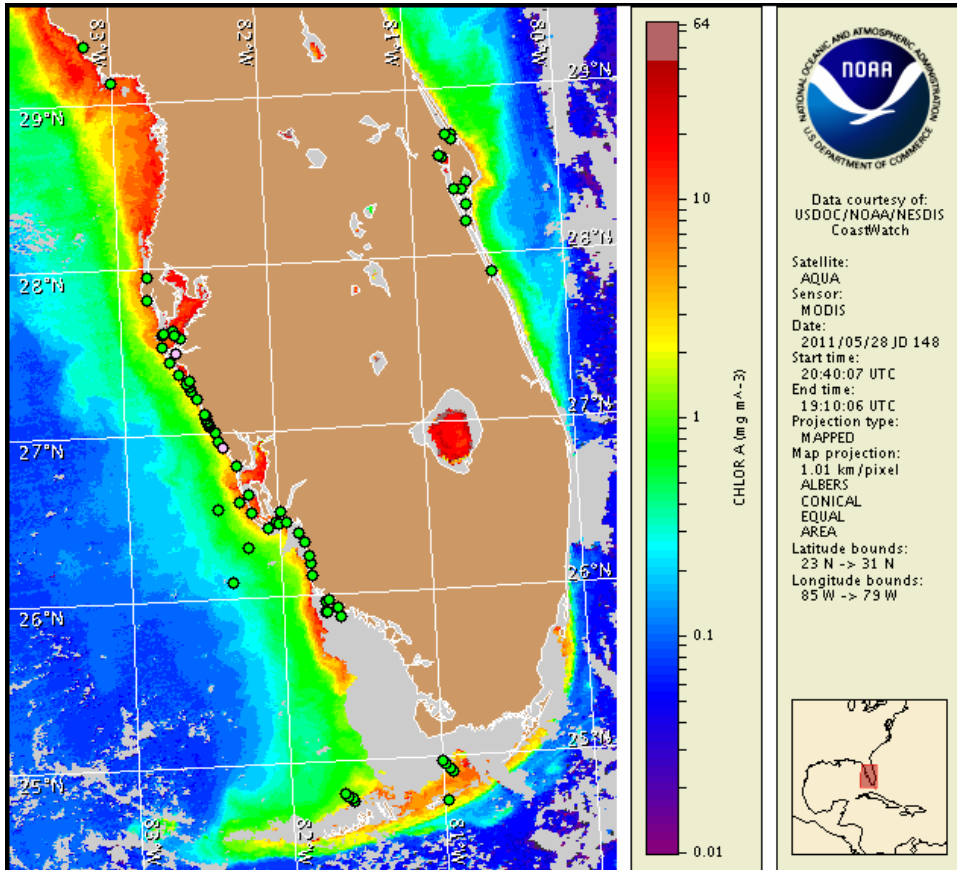 83°W
82°W
81°W
80°W
29°N
29°N
28°N
28°N
27°N
27°N
26°N
26°N
25°N
25°N
83°W
82°W
81°W
64
10
1
0.1
0.01
CHLOR A (mg m^-3)
NATIONAL OCEANIC AND ATMOSPHERIC ADMINISTRATION
NOAA
U.S. DEPARTMENT OF COMMERCE
Data courtesy of:
USDOC/NOAA/NESDIS
CoastWatch
Satellite:
AQUA
Sensor:
MODIS
Date:
2011/05/28 JD 148
Start time:
20:40:07 UTC
End time:
19:10:06 UTC
Projection type:
MAPPED
Map projection:
1.01 km/pixel
ALBERS
CONICAL
EQUAL
AREA
Latitude bounds:
23 N -> 31 N
Longitude bounds:
85 W -> 79 W